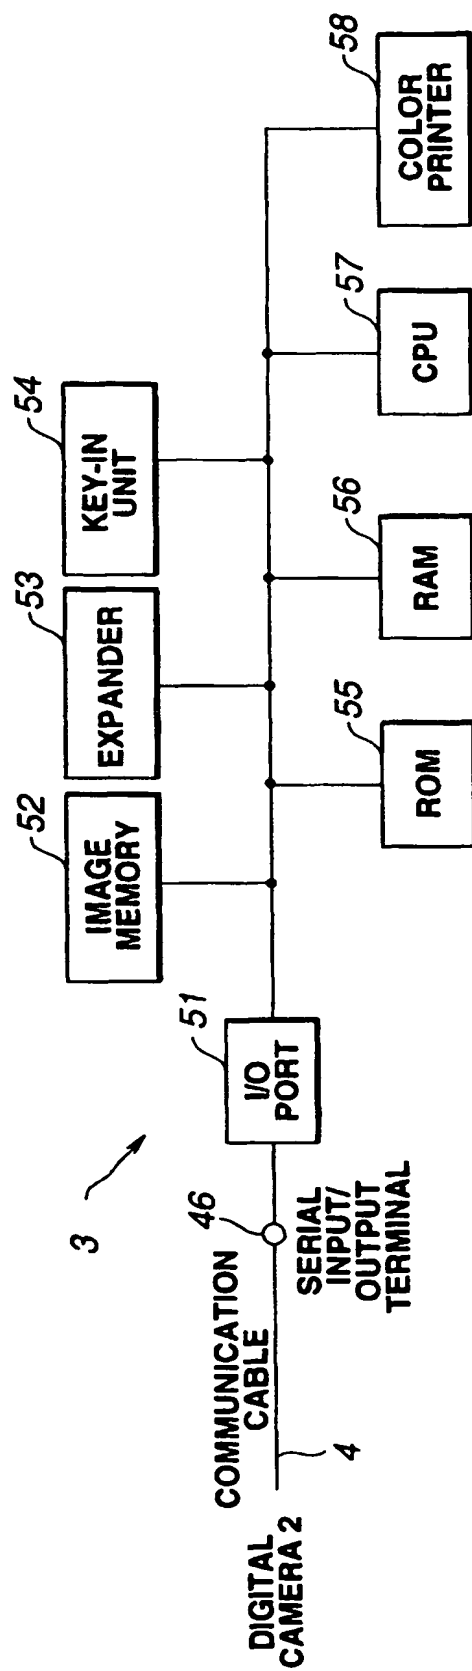 3
DIGITAL
CAMERA 2
COMMUNICATION
CABLE
4
46
SERIAL
INPUT/
OUTPUT
TERMINAL
51
I/O
PORT
52
IMAGE
MEMORY
53
EXPANDER
54
KEY-IN
UNIT
55
ROM
56
RAM
57
CPU
58
COLOR
PRINTER